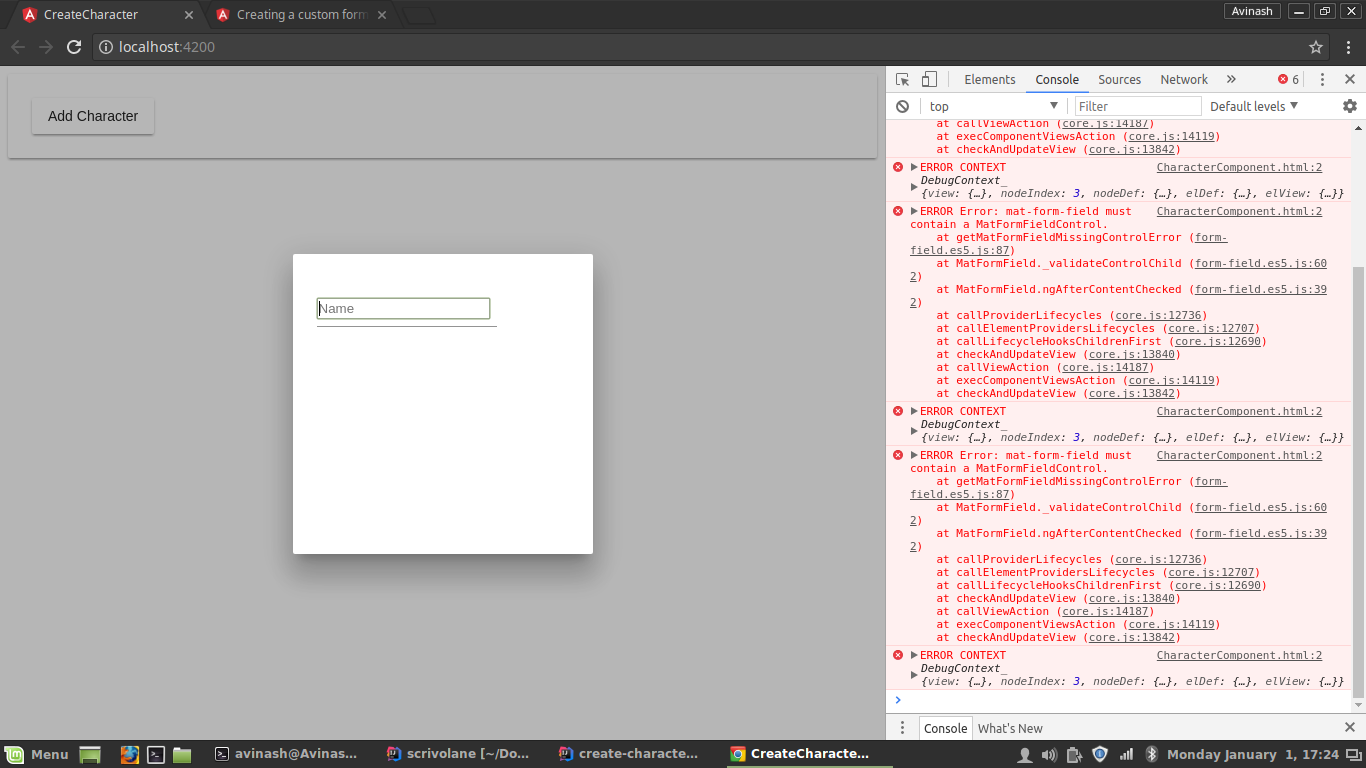 CreateCharacter
Creating a custom form
Avinash
localhost:4200
Add Character
Name
Elements Console Sources Network » 6
top Filter Default levels
at callViewAction (core.js:14187)
at execComponentViewsAction (core.js:14119)
at checkAndUpdateView (core.js:13842)
ERROR CONTEXT CharacterComponent.html:2
DebugContext_
{view: {…}, nodeIndex: 3, nodeDef: {…}, elDef: {…}, elView: {…}}
ERROR Error: mat-form-field must CharacterComponent.html:2
contain a MatFormFieldControl.
at getMatFormFieldMissingControlError (form-
field.es5.js:87)
at MatFormField._validateControlChild (form-field.es5.js:60
2)
at MatFormField.ngAfterContentChecked (form-field.es5.js:39
2)
at callProviderLifecycles (core.js:12736)
at callElementProvidersLifecycles (core.js:12707)
at callLifecycleHooksChildrenFirst (core.js:12690)
at checkAndUpdateView (core.js:13840)
at callViewAction (core.js:14187)
at execComponentViewsAction (core.js:14119)
at checkAndUpdateView (core.js:13842)
ERROR CONTEXT CharacterComponent.html:2
DebugContext_
{view: {…}, nodeIndex: 3, nodeDef: {…}, elDef: {…}, elView: {…}}
ERROR Error: mat-form-field must CharacterComponent.html:2
contain a MatFormFieldControl.
at getMatFormFieldMissingControlError (form-
field.es5.js:87)
at MatFormField._validateControlChild (form-field.es5.js:60
2)
at MatFormField.ngAfterContentChecked (form-field.es5.js:39
2)
at callProviderLifecycles (core.js:12736)
at callElementProvidersLifecycles (core.js:12707)
at callLifecycleHooksChildrenFirst (core.js:12690)
at checkAndUpdateView (core.js:13840)
at callViewAction (core.js:14187)
at execComponentViewsAction (core.js:14119)
at checkAndUpdateView (core.js:13842)
ERROR CONTEXT CharacterComponent.html:2
DebugContext_
{view: {…}, nodeIndex: 3, nodeDef: {…}, elDef: {…}, elView: {…}}
Console What's New
Menu avinash@Avinas... scrivolane [~/Do... create-characte... CreateCharacte... Monday January 1, 17:24